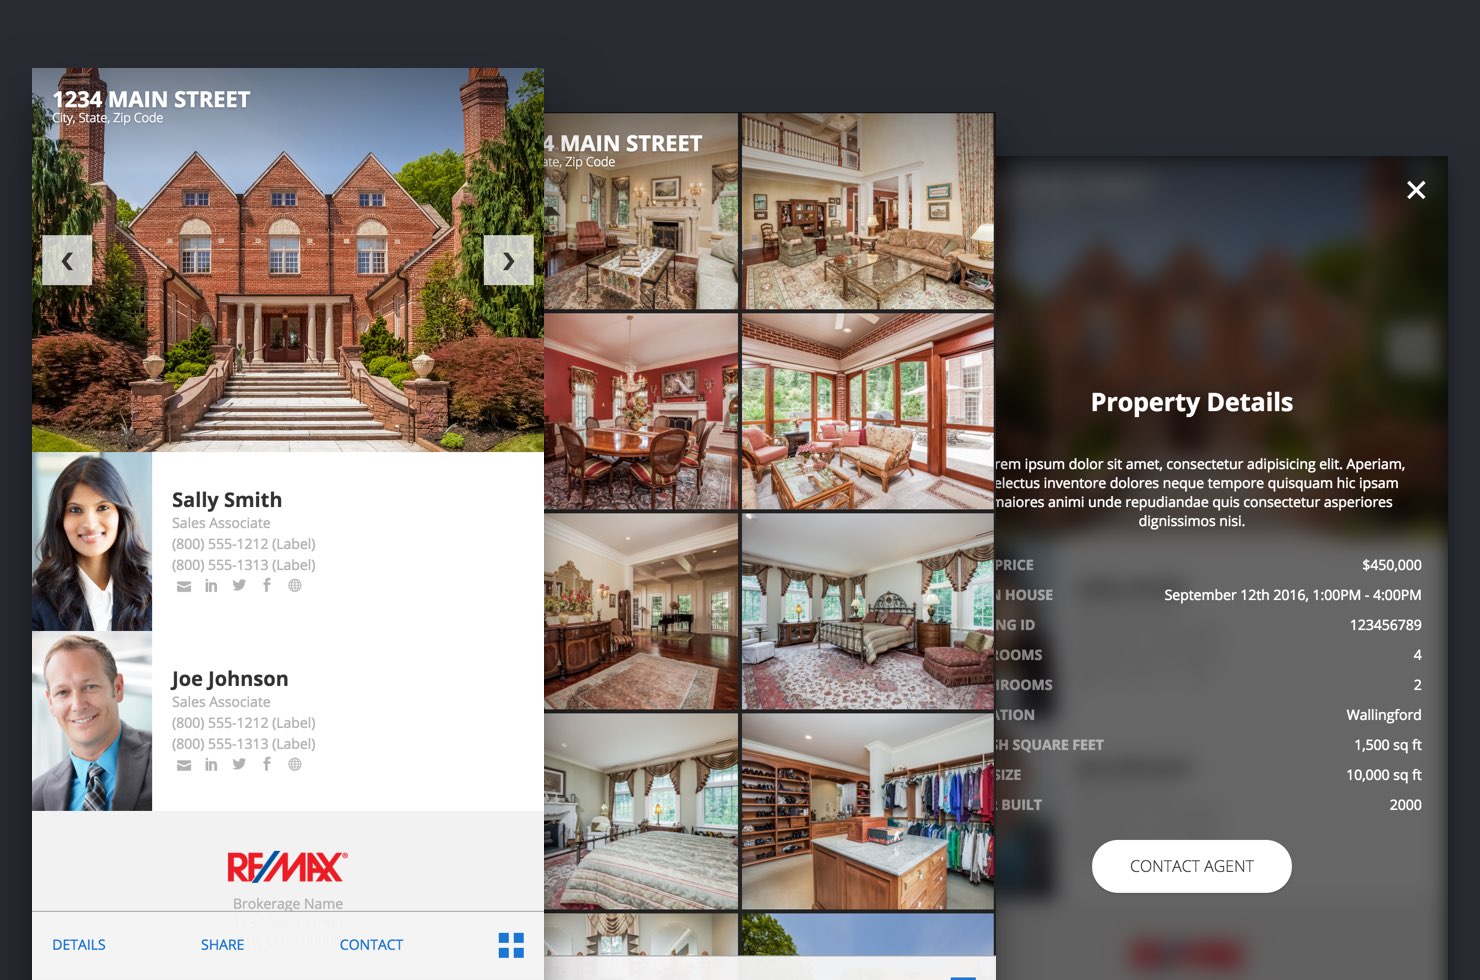 1234 MAIN STREET
City, State, Zip Code
Sally Smith
Sales Associate
(800) 555-1212 (Label)
(800) 555-1313 (Label)
Joe Johnson
Sales Associate
(800) 555-1212 (Label)
(800) 555-1313 (Label)
RE/MAX®
Brokerage Name
DETAILS SHARE CONTACT
4 MAIN STREET
ate, Zip Code
Property Details
rem ipsum dolor sit amet, consectetur adipisicing elit. Aperiam,
electus inventore dolores neque tempore quisquam hic ipsam
maiores animi unde repudiandae quis consectetur asperiores
dignissimos nisi.
PRICE $450,000
N HOUSE September 12th 2016, 1:00PM - 4:00PM
NG ID 123456789
ROOMS 4
HROOMS 2
ATION Wallingford
SH SQUARE FEET 1,500 sq ft
SIZE 10,000 sq ft
R BUILT 2000
CONTACT AGENT